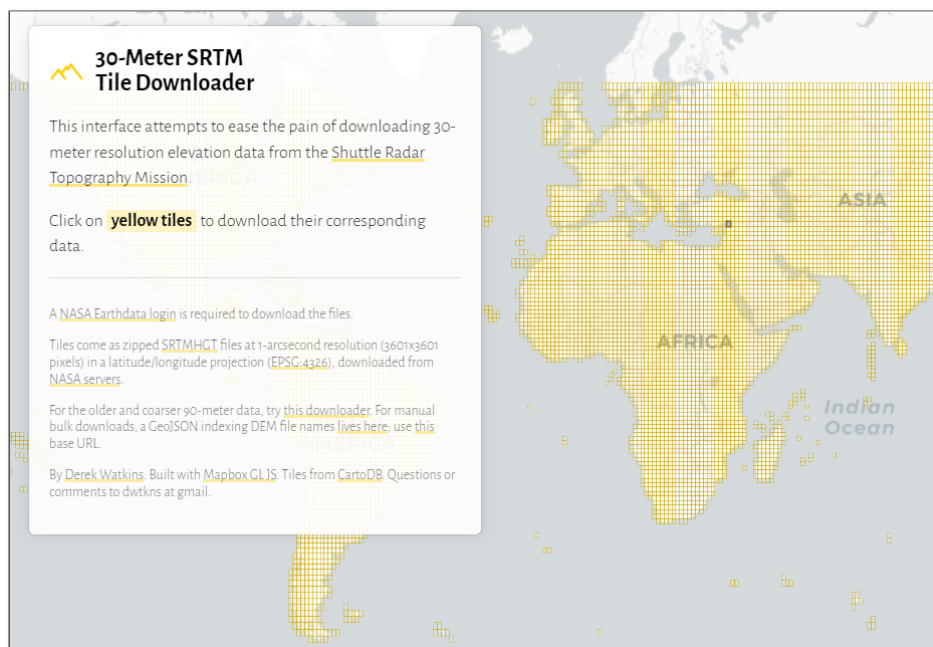 30-Meter SRTM
Tile Downloader
This interface attempts to ease the pain of downloading 30-
meter resolution elevation data from the Shuttle Radar
Topography Mission.
Click on yellow tiles to download their corresponding
data.
A NASA Earthdata login is required to download the files.
Tiles come as zipped SRTMHGT files at 1-arcsecond resolution (3601x3601
pixels) in a latitude/longitude projection (EPSG:4326), downloaded from
NASA servers.
For the older and coarser 90-meter data, try this downloader. For manual
bulk downloads, a GeoJSON indexing DEM file names lives here; use this
base URL.
By Derek Watkins. Built with Mapbox GL JS. Tiles from CartoDB. Questions or
comments to dwtkns at gmail.
ASIA
AFRICA
Indian
Ocean
AMERICA